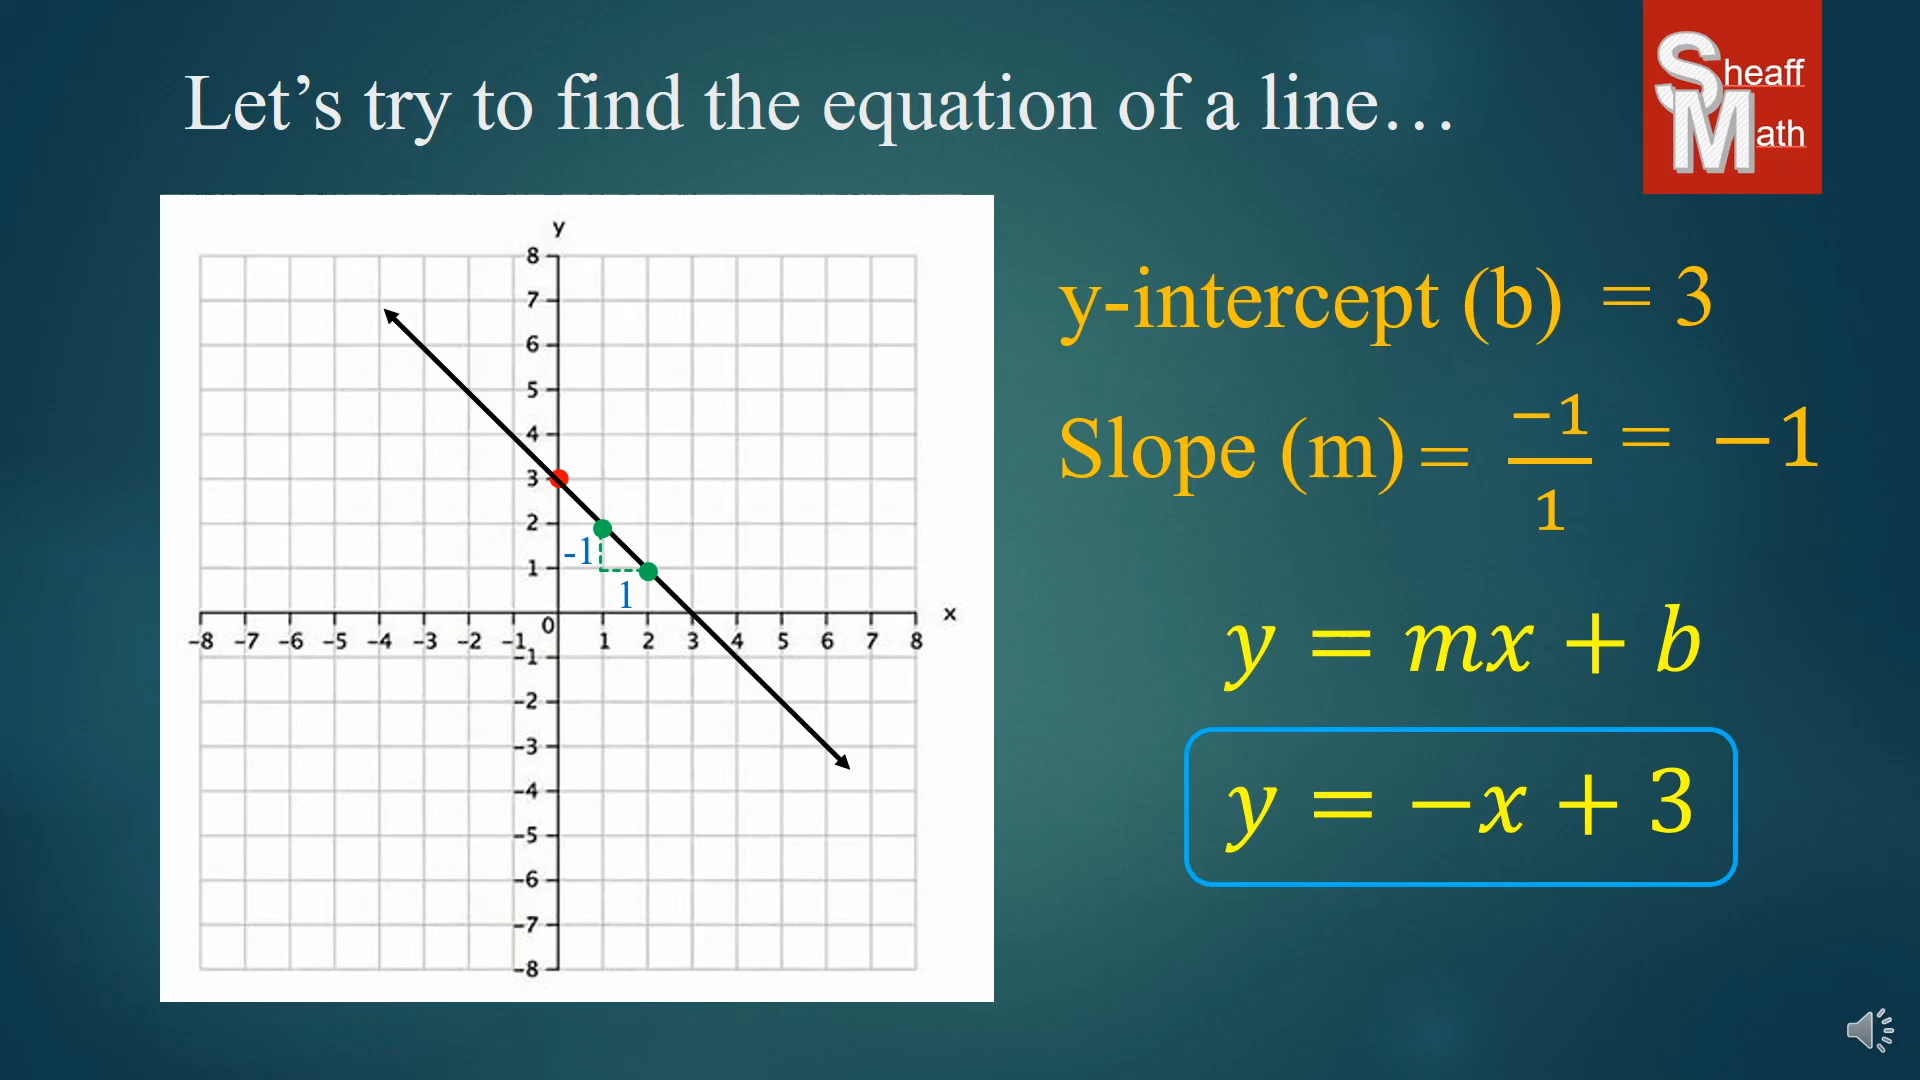 Let’s try to find the equation of a line…
Sheaff
Math
y
8
7
6
5
4
3
2
1
-1
1
x
0
−8 −7 −6 −5 −4 −3 −2 −1 1 2 3 4 5 6 7 8
−1
−2
−3
−4
−5
−6
−7
−8
y-intercept (b) = 3
Slope (m) = −1/1 = −1
y = mx + b
y = −x + 3